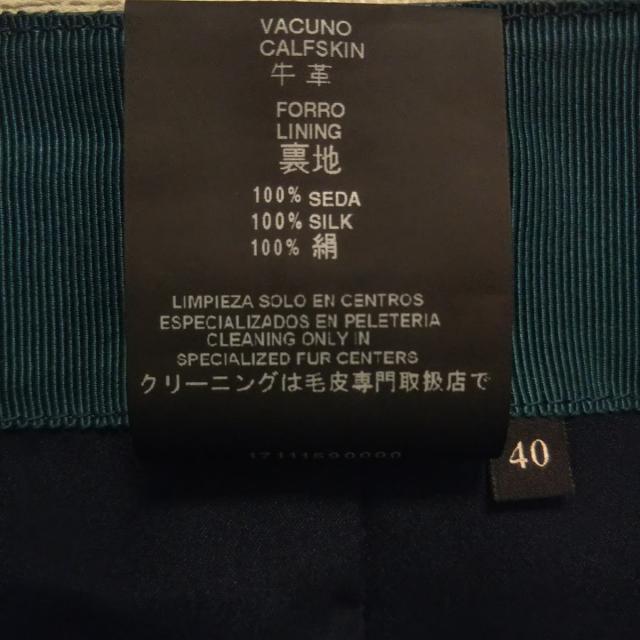 VACUNO
CALFSKIN
牛革
FORRO
LINING
裏地
100% SEDA
100% SILK
100% 絹
LIMPIEZA SOLO EN CENTROS
ESPECIALIZADOS EN PELETERIA
CLEANING ONLY IN
SPECIALIZED FUR CENTERS
クリーニングは毛皮専門取扱店で
40